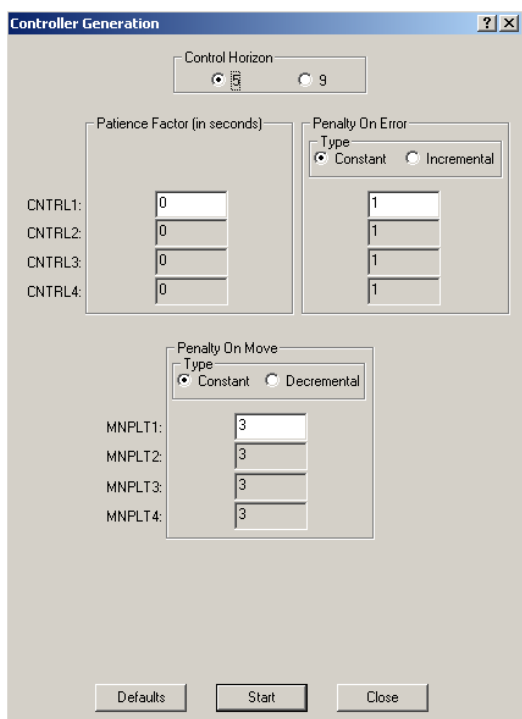 Controller Generation
Control Horizon
5 9
Patience Factor (in seconds) Penalty On Error
Type
Constant Incremental
CNTRL1: 0 1
CNTRL2: 0 1
CNTRL3: 0 1
CNTRL4: 0 1
Penalty On Move
Type
Constant Decremental
MNPLT1: 3
MNPLT2: 3
MNPLT3: 3
MNPLT4: 3
Defaults Start Close